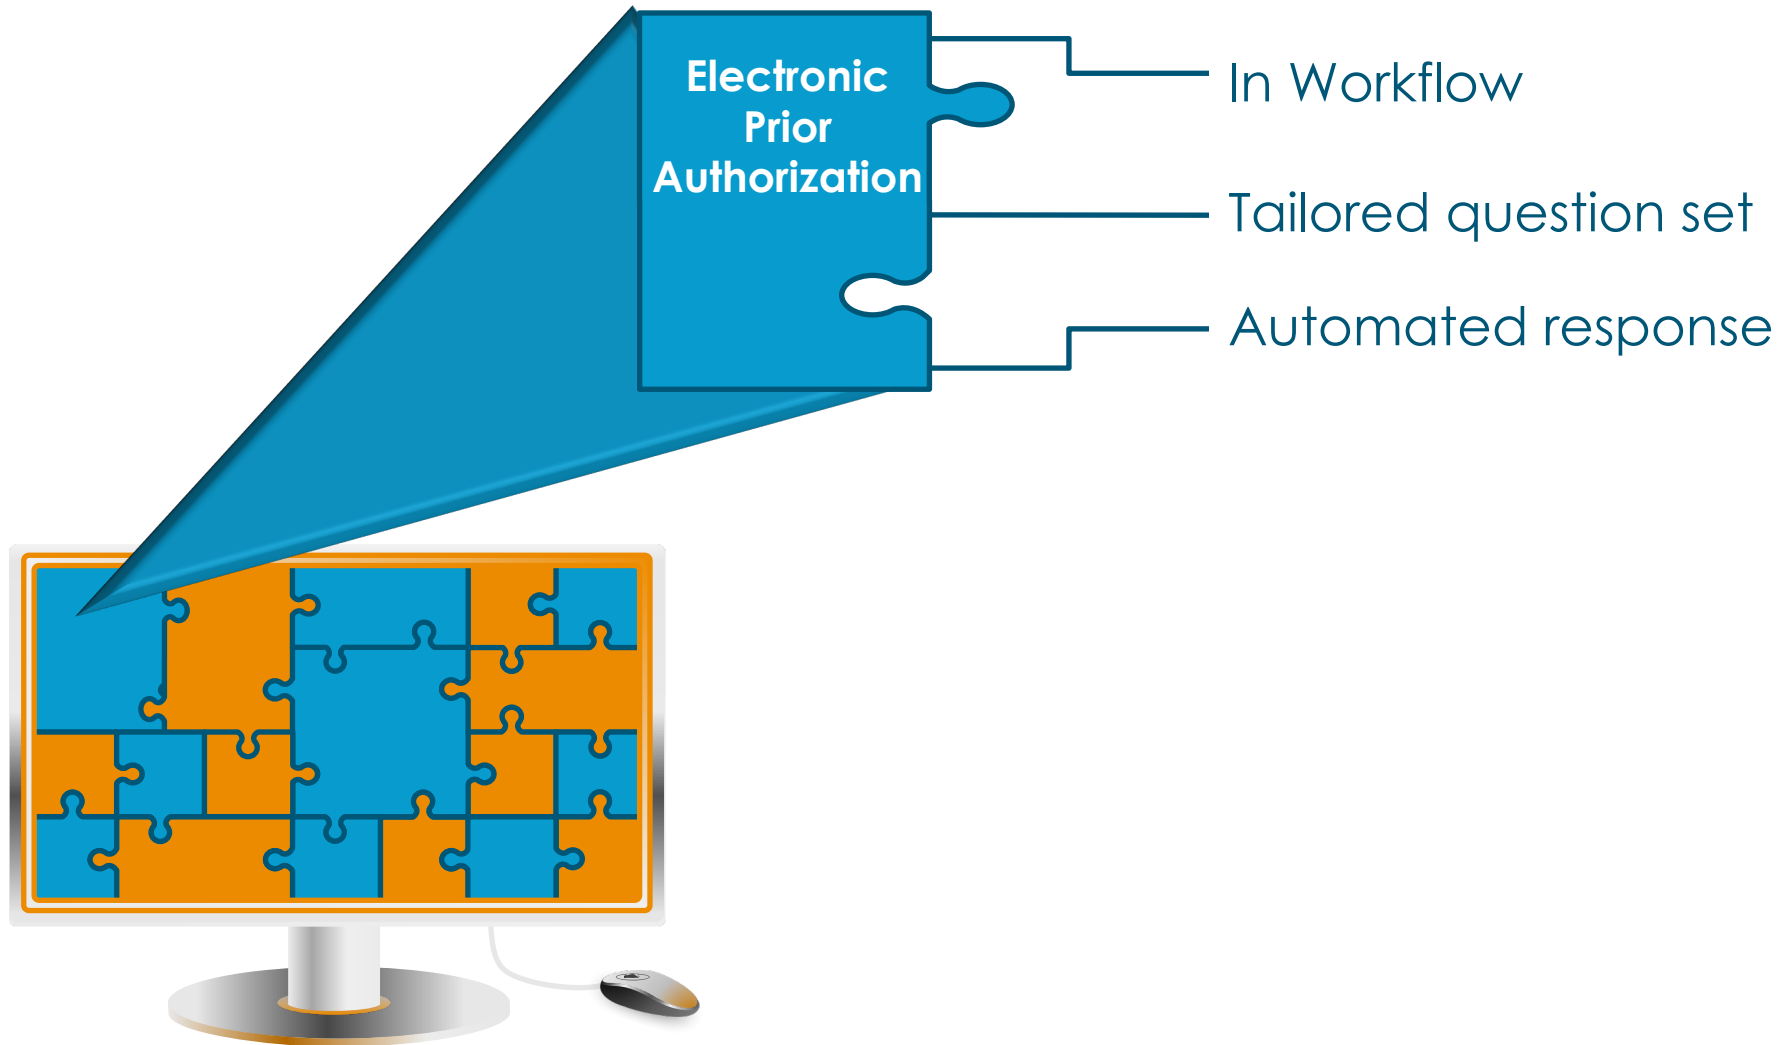 Electronic
Prior
Authorization
In Workflow
Tailored question set
Automated response